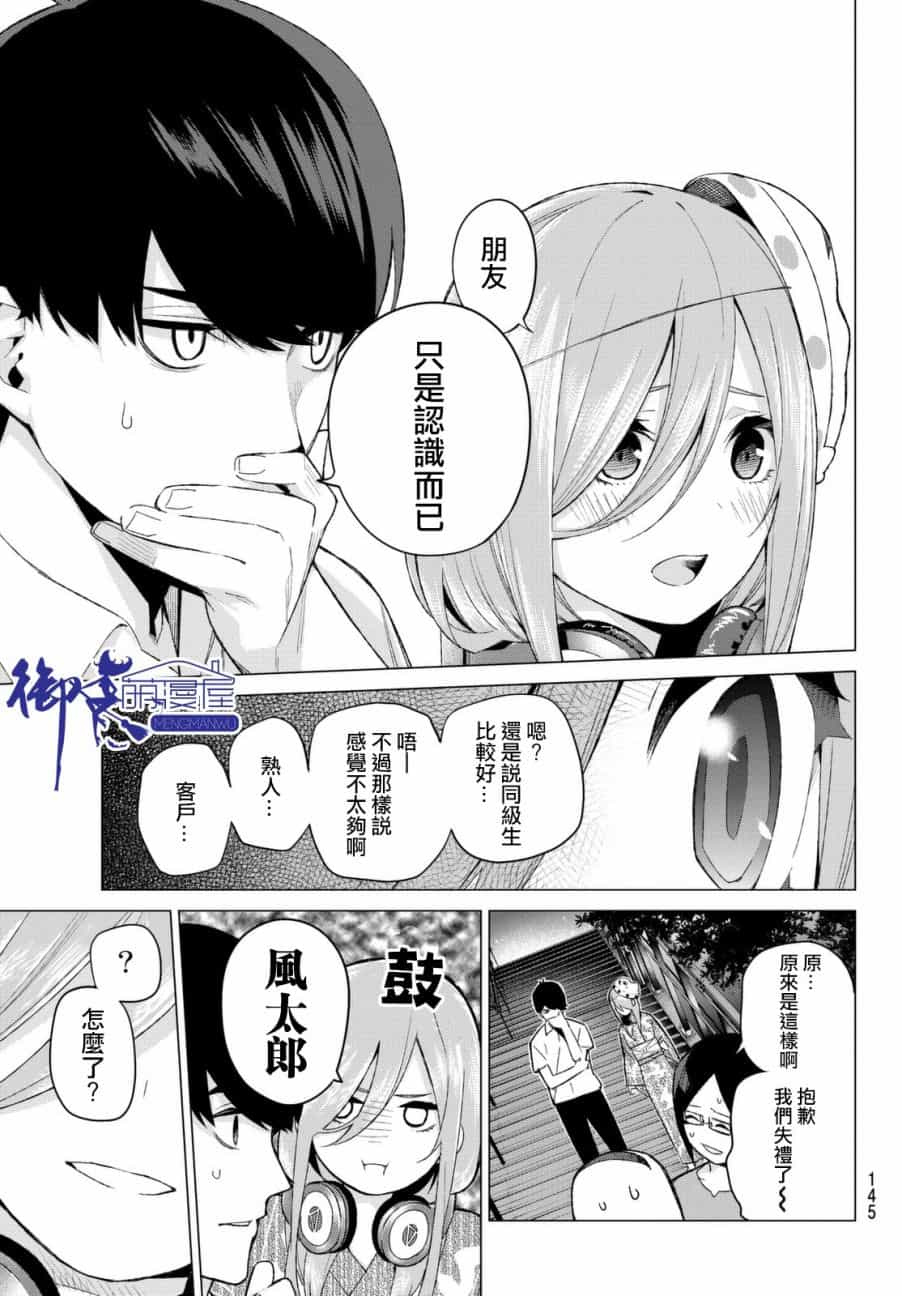 朋友
只是認識而已
嗯？
還是說同級生
比較好…
唔—
不過那樣說
感覺不太夠啊
熟人…
客戶…
御萌漫屋
MENGMANWU
原…
原來是這樣啊
抱歉
我們失禮了~
鼓
風太郎
？
怎麼了？
145